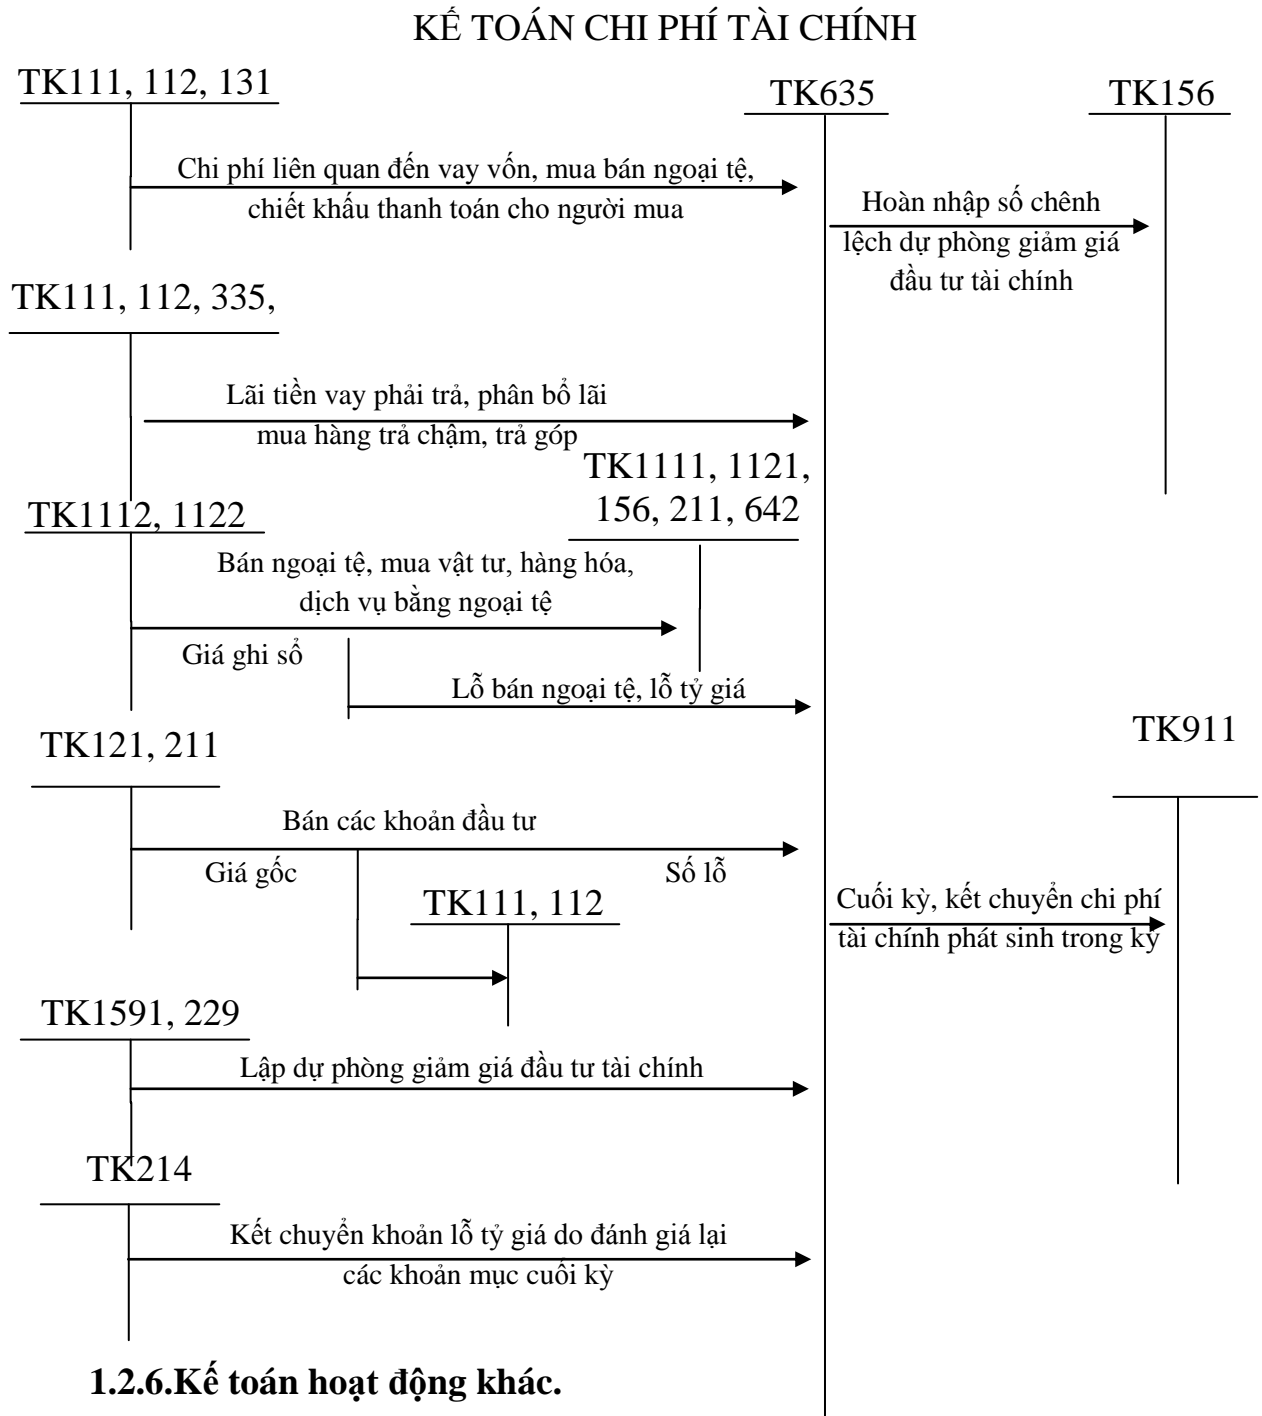 KẾ TOÁN CHI PHÍ TÀI CHÍNH
TK111, 112, 131
TK635
TK156
Chi phí liên quan đến vay vốn, mua bán ngoại tệ,
chiết khấu thanh toán cho người mua
Hoàn nhập số chênh
lệch dự phòng giảm giá
đầu tư tài chính
TK111, 112, 335,
Lãi tiền vay phải trả, phân bổ lãi
mua hàng trả chậm, trả góp
TK1111, 1121,
156, 211, 642
TK1112, 1122
Bán ngoại tệ, mua vật tư, hàng hóa,
dịch vụ bằng ngoại tệ
Giá ghi sổ
Lỗ bán ngoại tệ, lỗ tỷ giá
TK121, 211
TK911
Bán các khoản đầu tư
Giá gốc
Số lỗ
TK111, 112
Cuối kỳ, kết chuyển chi phí
tài chính phát sinh trong kỳ
TK1591, 229
Lập dự phòng giảm giá đầu tư tài chính
TK214
Kết chuyển khoản lỗ tỷ giá do đánh giá lại
các khoản mục cuối kỳ
1.2.6.Kế toán hoạt động khác.